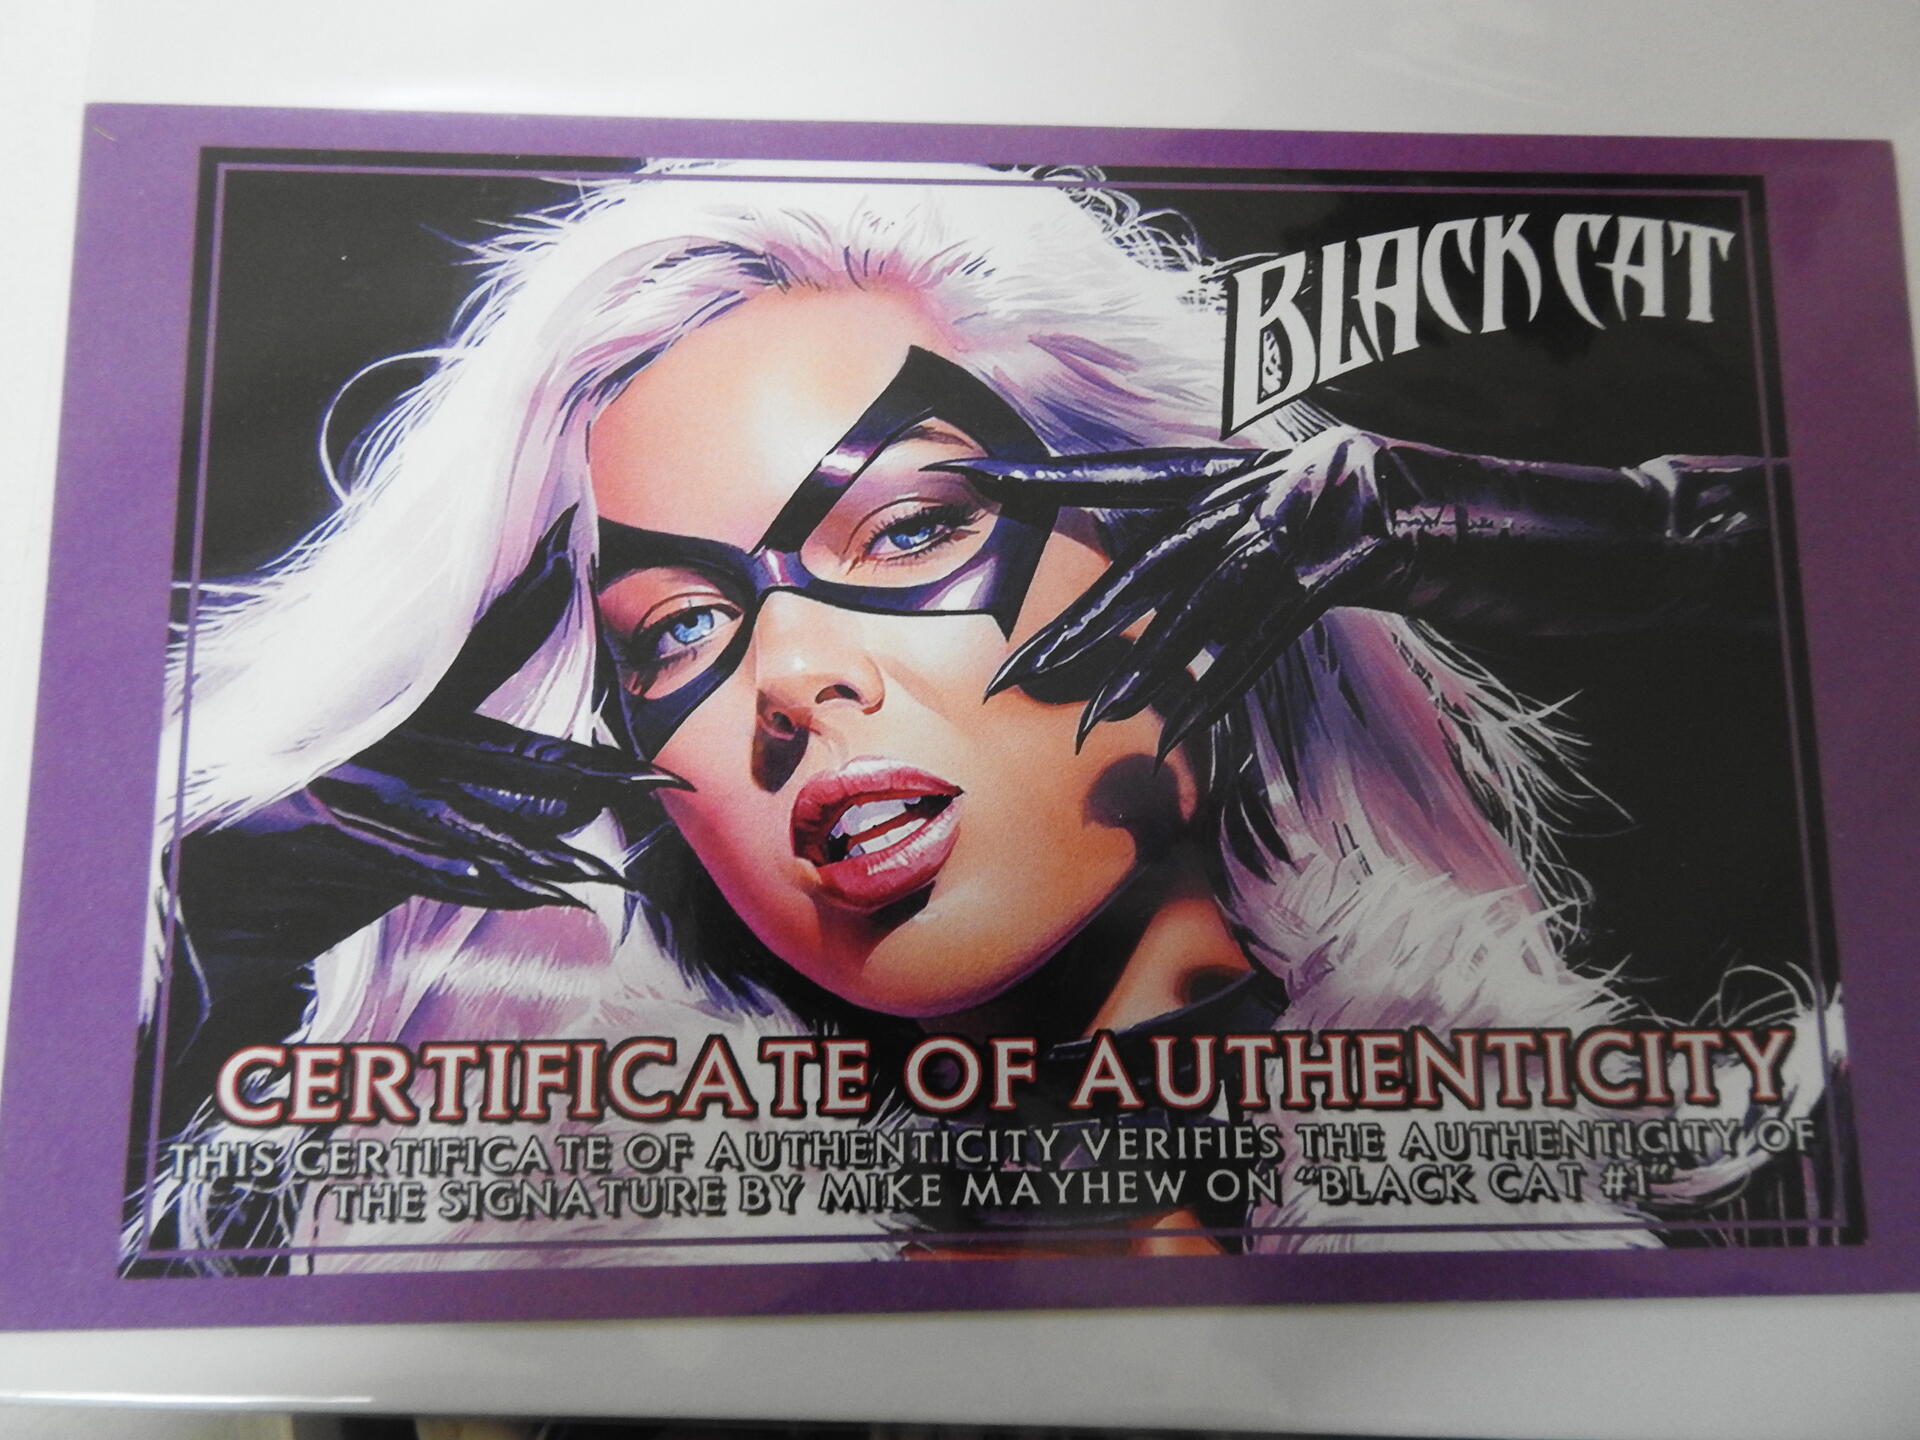 BLACK CAT
CERTIFICATE OF AUTHENTICITY
THIS CERTIFICATE OF AUTHENTICITY VERIFIES THE AUTHENTICITY OF
THE SIGNATURE BY MIKE MAYHEW ON "BLACK CAT #1"